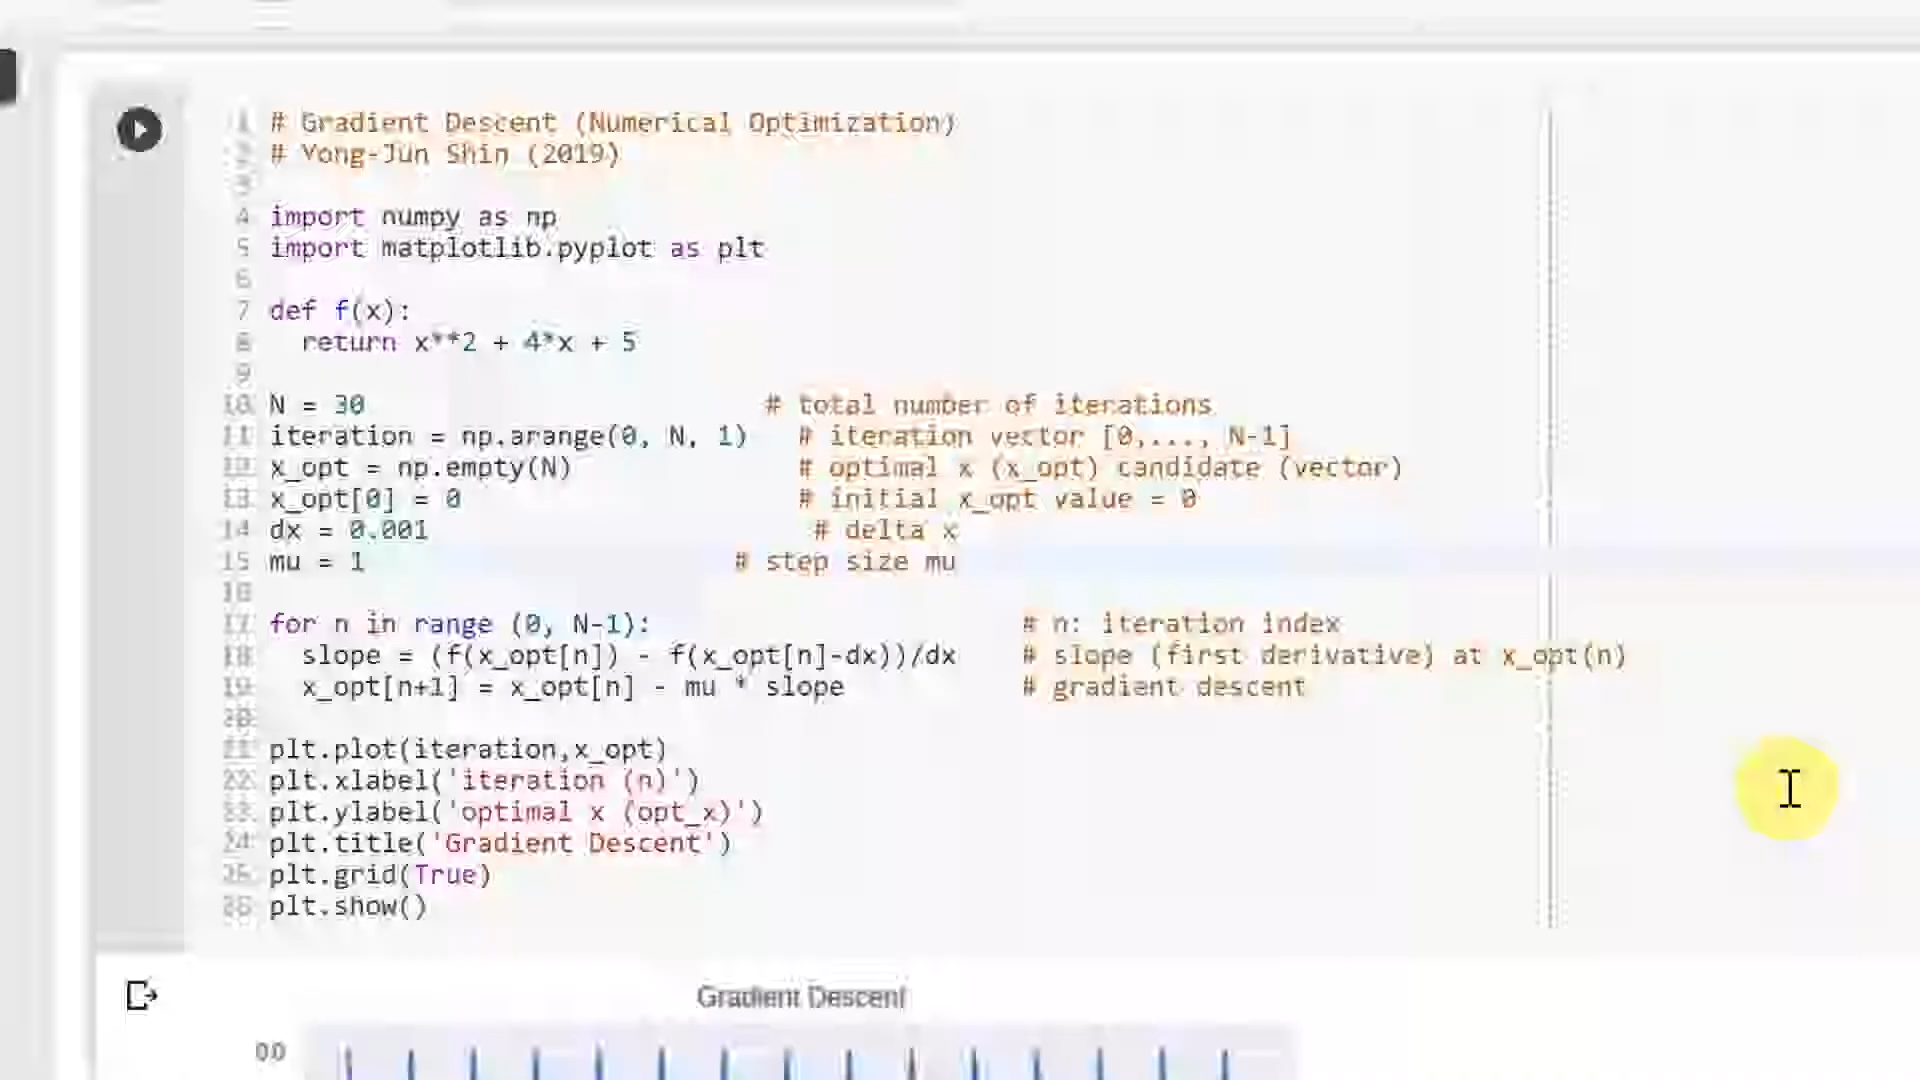 1 # Gradient Descent (Numerical Optimization)
2 # Yong-Jun Shin (2019)
3
4 import numpy as np
5 import matplotlib.pyplot as plt
6
7 def f(x):
8   return x**2 + 4*x + 5
9
10 N = 30                         # total number of iterations
11 iteration = np.arange(0, N, 1)   # iteration vector [0,..., N-1]
12 x_opt = np.empty(N)              # optimal x (x_opt) candidate (vector)
13 x_opt[0] = 0                     # initial x_opt value = 0
14 dx = 0.001                        # delta x
15 mu = 1                       # step size mu
16
17 for n in range (0, N-1):                       # n: iteration index
18   slope = (f(x_opt[n]) - f(x_opt[n]-dx))/dx    # slope (first derivative) at x_opt(n)
19   x_opt[n+1] = x_opt[n] - mu * slope           # gradient descent
20
21 plt.plot(iteration,x_opt)
22 plt.xlabel('iteration (n)')
23 plt.ylabel('optimal x (opt_x)')
24 plt.title('Gradient Descent')
25 plt.grid(True)
26 plt.show()
Gradient Descent
0.0